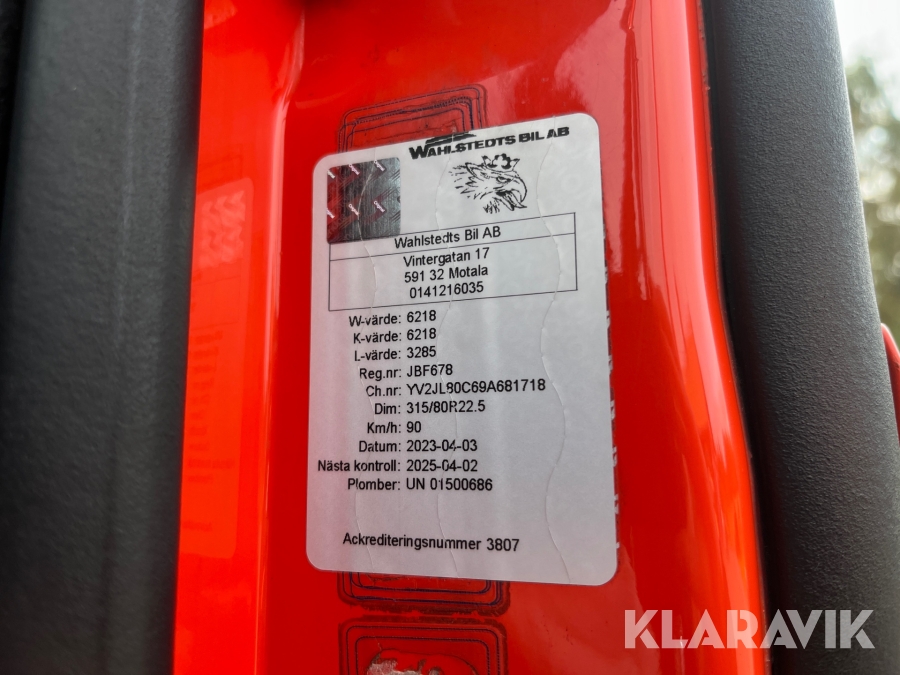 WAHLSTEDTS BIL AB
Wahlstedts Bil AB
Vintergatan 17
591 32 Motala
0141216035
W-värde: 6218
K-värde: 6218
L-värde: 3285
Reg.nr: JBF678
Ch.nr: YV2JL80C69A681718
Dim: 315/80R22.5
Km/h: 90
Datum: 2023-04-03
Nästa kontroll: 2025-04-02
Plomber: UN 01500686
Ackrediteringsnummer 3807
KLARAVIK